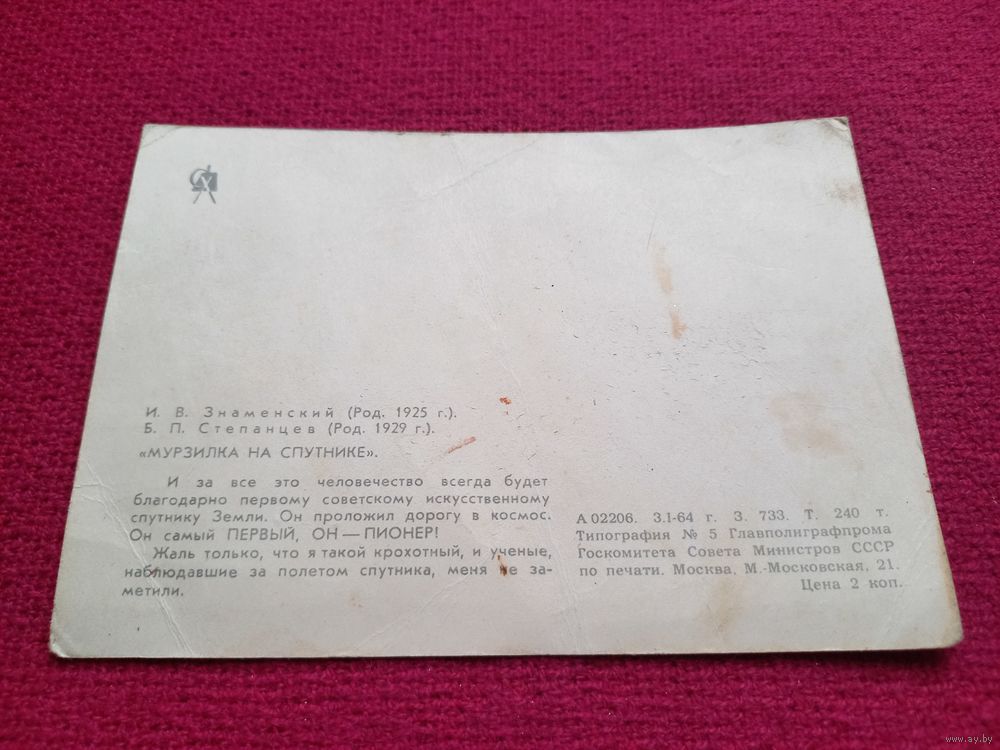 И. В. Знаменский (Род. 1925 г.).
Б. П. Степанцев (Род. 1929 г.).
«МУРЗИЛКА НА СПУТНИКЕ».
И за все это человечество всегда будет
благодарно первому советскому искусственному
спутнику Земли. Он проложил дорогу в космос.
Он самый ПЕРВЫЙ, ОН — ПИОНЕР!
Жаль только, что я такой крохотный, и ученые,
наблюдавшие за полетом спутника, меня не за-
метили.
А 02206. 3.I-64 г. З. 733. Т. 240 т.
Типография № 5 Главполиграфпрома
Госкомитета Совета Министров СССР
по печати. Москва, М.-Московская, 21.
Цена 2 коп.
www.ay.by